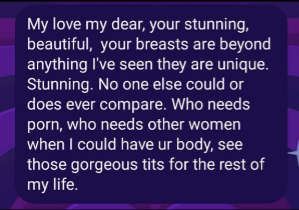 My love my dear, your stunning,
beautiful,  your breasts are beyond
anything I've seen they are unique.
Stunning. No one else could or
does ever compare. Who needs
porn, who needs other women
when I could have ur body, see
those gorgeous tits for the rest of
my life.